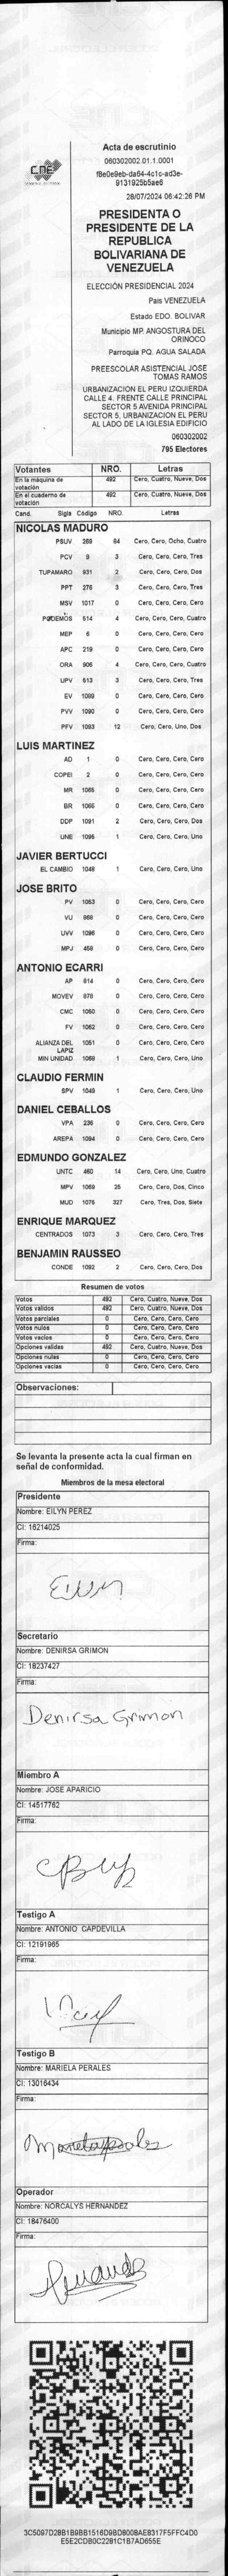 CNE
Acta de escrutinio
060302002.01.1.0001
f8e0e9eb-da64-4c1c-ad3e-
9131925b5ae6
28/07/2024 06:42:26 PM
PRESIDENTA O
PRESIDENTE DE LA
REPUBLICA
BOLIVARIANA DE
VENEZUELA
ELECCIÓN PRESIDENCIAL 2024
Pais VENEZUELA
Estado EDO. BOLIVAR
Municipio MP. ANGOSTURA DEL
ORINOCO
Parroquia PQ. AGUA SALADA
PREESCOLAR ASISTENCIAL JOSE
TOMAS RAMOS
URBANIZACION EL PERU IZQUIERDA
CALLE 4. FRENTE CALLE PRINCIPAL
SECTOR 5 AVENIDA PRINCIPAL
SECTOR 5, URBANIZACION EL PERU
AL LADO DE LA IGLESIA EDIFICIO
060302002
795 Electores
Votantes NRO. Letras
En la máquina de votación 492 Cero, Cuatro, Nueve, Dos
En el cuaderno de votación 492 Cero, Cuatro, Nueve, Dos
Cand. Sigla Código NRO. Letras
NICOLAS MADURO
PSUV 269 84 Cero, Cero, Ocho, Cuatro
PCV 9 3 Cero, Cero, Cero, Tres
TUPAMARO 931 2 Cero, Cero, Cero, Dos
PPT 276 3 Cero, Cero, Cero, Tres
MSV 1017 0 Cero, Cero, Cero, Cero
PODEMOS 514 4 Cero, Cero, Cero, Cuatro
MEP 6 0 Cero, Cero, Cero, Cero
APC 219 0 Cero, Cero, Cero, Cero
ORA 906 4 Cero, Cero, Cero, Cuatro
UPV 513 3 Cero, Cero, Cero, Tres
EV 1089 0 Cero, Cero, Cero, Cero
PVV 1090 0 Cero, Cero, Cero, Cero
PFV 1093 12 Cero, Cero, Uno, Dos
LUIS MARTINEZ
AD 1 0 Cero, Cero, Cero, Cero
COPEI 2 0 Cero, Cero, Cero, Cero
MR 1065 0 Cero, Cero, Cero, Cero
BR 1066 0 Cero, Cero, Cero, Cero
DDP 1091 2 Cero, Cero, Cero, Dos
UNE 1095 1 Cero, Cero, Cero, Uno
JAVIER BERTUCCI
EL CAMBIO 1048 1 Cero, Cero, Cero, Uno
JOSE BRITO
PV 1053 0 Cero, Cero, Cero, Cero
VU 868 0 Cero, Cero, Cero, Cero
UVV 1096 0 Cero, Cero, Cero, Cero
MPJ 458 0 Cero, Cero, Cero, Cero
ANTONIO ECARRI
AP 814 0 Cero, Cero, Cero, Cero
MOVEV 878 0 Cero, Cero, Cero, Cero
CMC 1050 0 Cero, Cero, Cero, Cero
FV 1062 0 Cero, Cero, Cero, Cero
ALIANZA DEL LAPIZ 1051 0 Cero, Cero, Cero, Cero
MIN UNIDAD 1068 1 Cero, Cero, Cero, Uno
CLAUDIO FERMIN
SPV 1049 1 Cero, Cero, Cero, Uno
DANIEL CEBALLOS
VPA 236 0 Cero, Cero, Cero, Cero
AREPA 1094 0 Cero, Cero, Cero, Cero
EDMUNDO GONZALEZ
UNTC 460 14 Cero, Cero, Uno, Cuatro
MPV 1069 25 Cero, Cero, Dos, Cinco
MUD 1075 327 Cero, Tres, Dos, Siete
ENRIQUE MARQUEZ
CENTRADOS 1073 3 Cero, Cero, Cero, Tres
BENJAMIN RAUSSEO
CONDE 1092 2 Cero, Cero, Cero, Dos
Resumen de votos
Votos 492 Cero, Cuatro, Nueve, Dos
Votos validos 492 Cero, Cuatro, Nueve, Dos
Votos parciales 0 Cero, Cero, Cero, Cero
Votos nulos 0 Cero, Cero, Cero, Cero
Votos vacíos 0 Cero, Cero, Cero, Cero
Opciones validas 492 Cero, Cuatro, Nueve, Dos
Opciones nulas 0 Cero, Cero, Cero, Cero
Opciones vacias 0 Cero, Cero, Cero, Cero
Observaciones:
Se levanta la presente acta la cual firman en
señal de conformidad.
Miembros de la mesa electoral
Presidente
Nombre: EILYN PEREZ
CI: 16214025
Firma:
Eilyn
Secretario
Nombre: DENIRSA GRIMON
CI: 18237427
Firma:
Denirsa Grimon
Miembro A
Nombre: JOSE APARICIO
CI: 14517762
Firma:
Testigo A
Nombre: ANTONIO CAPDEVILLA
CI: 12191965
Firma:
Testigo B
Nombre: MARIELA PERALES
CI: 13016434
Firma:
Operador
Nombre: NORCALYS HERNANDEZ
CI: 18476400
Firma:
3C5097D28B1B9BB1516D9BD8008AE8317F5FFC4D0
E5E2CDB0C2281C1B7AD655E